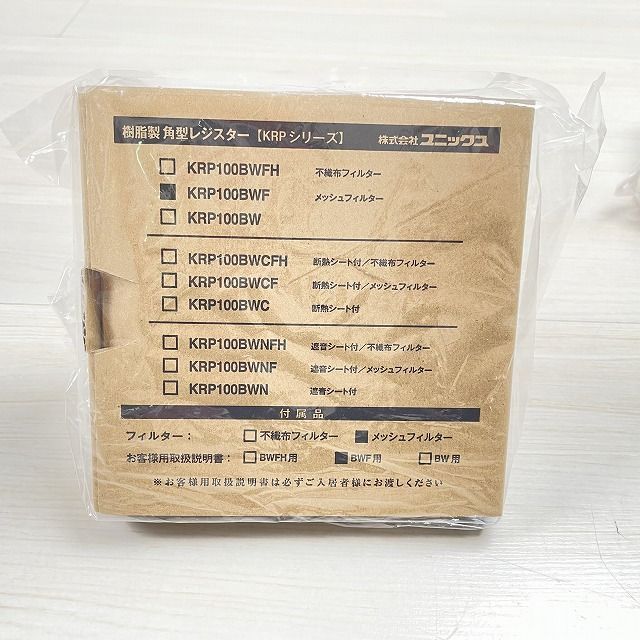 樹脂製 角型レジスター【KRP シリーズ】 株式会社 ユニックス
□ KRP100BWFH 不織布フィルター
■ KRP100BWF メッシュフィルター
□ KRP100BW
□ KRP100BWCFH 断熱シート付／不織布フィルター
□ KRP100BWCF 断熱シート付／メッシュフィルター
□ KRP100BWC 断熱シート付
□ KRP100BWNFH 遮音シート付／不織布フィルター
□ KRP100BWNF 遮音シート付／メッシュフィルター
□ KRP100BWN 遮音シート付
付属品
フィルター： □不織布フィルター ■メッシュフィルター
お客様用取扱説明書： □BWFH用 ■BWF用 □BW用
※お客様用取扱説明書は必ずご入居者様にお渡しください